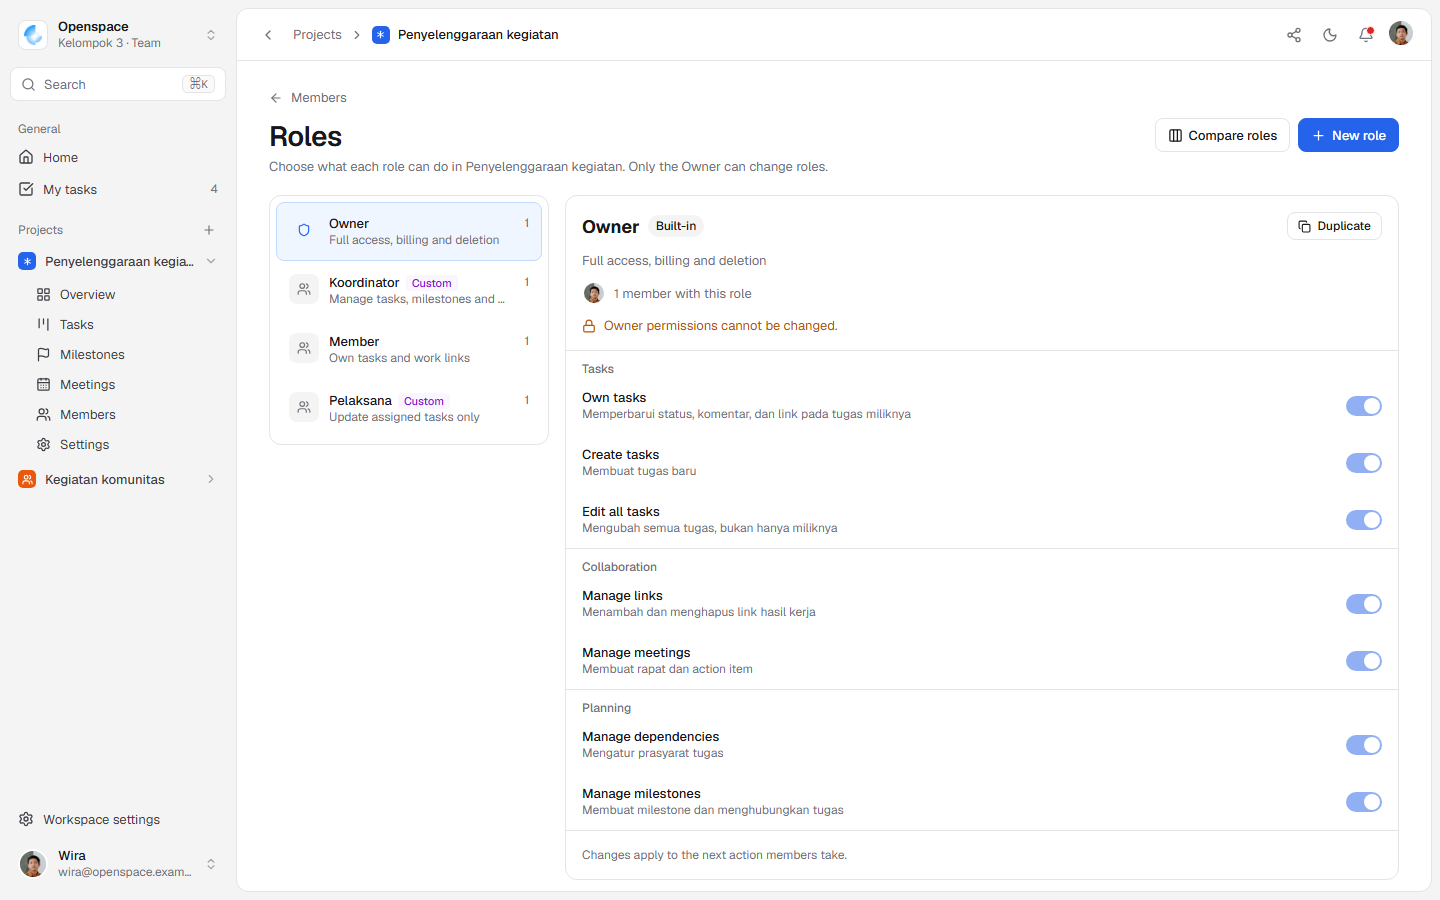 Openspace
Kelompok 3 · Team
Search
⌘K
General
Home
My tasks
4
Projects
Penyelenggaraan kegia...
Overview
Tasks
Milestones
Meetings
Members
Settings
Kegiatan komunitas
Workspace settings
Wira
wira@openspace.exam...
Projects
Penyelenggaraan kegiatan
Members
Roles
Choose what each role can do in Penyelenggaraan kegiatan. Only the Owner can change roles.
Compare roles
New role
Owner
1
Full access, billing and deletion
Koordinator
Custom
1
Manage tasks, milestones and ...
Member
1
Own tasks and work links
Pelaksana
Custom
1
Update assigned tasks only
Owner
Built-in
Duplicate
Full access, billing and deletion
1 member with this role
Owner permissions cannot be changed.
Tasks
Own tasks
Memperbarui status, komentar, dan link pada tugas miliknya
Create tasks
Membuat tugas baru
Edit all tasks
Mengubah semua tugas, bukan hanya miliknya
Collaboration
Manage links
Menambah dan menghapus link hasil kerja
Manage meetings
Membuat rapat dan action item
Planning
Manage dependencies
Mengatur prasyarat tugas
Manage milestones
Membuat milestone dan menghubungkan tugas
Changes apply to the next action members take.